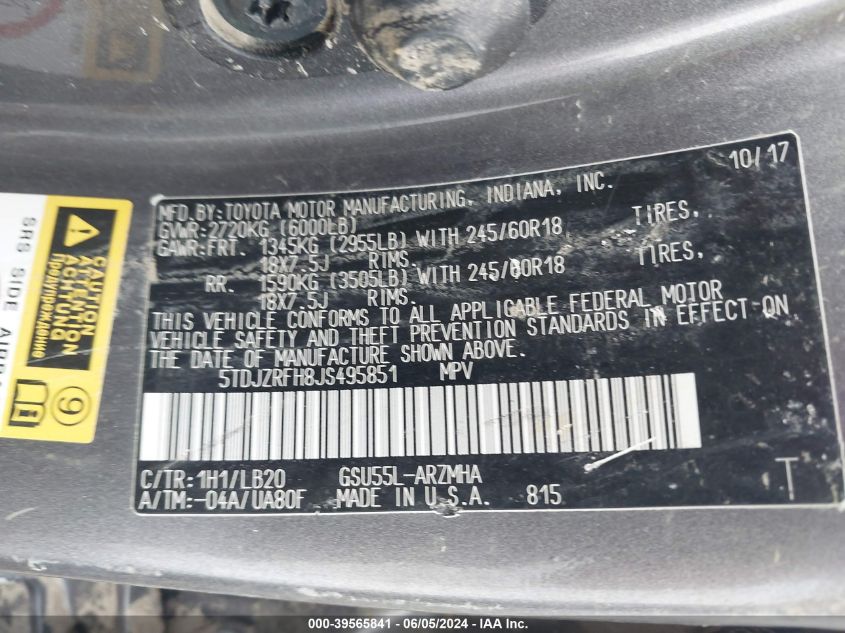 10/17
MFD. BY: TOYOTA MOTOR MANUFACTURING, INDIANA, INC.
GVWR: 2720KG (6000LB)
GAWR: FRT. 1345KG (2955LB) WITH 245/60R18 TIRES,
18X7.5J RIMS.
RR. 1590KG (3505LB) WITH 245/60R18 TIRES,
18X7.5J RIMS.
THIS VEHICLE CONFORMS TO ALL APPLICABLE FEDERAL MOTOR
VEHICLE SAFETY AND THEFT PREVENTION STANDARDS IN EFFECT ON
THE DATE OF MANUFACTURE SHOWN ABOVE.
5TDJZRFH8JS495851 MPV
C/TR: 1H1/LB20 GSU55L-ARZMHA
A/TM: -04A/UA80F MADE IN U.S.A. 815
T
SRS SIDE AIRBA
CAUTION
ATTENTION
ACHTUNG
Предупреждение
9
000-39565841 - 06/05/2024 - IAA Inc.